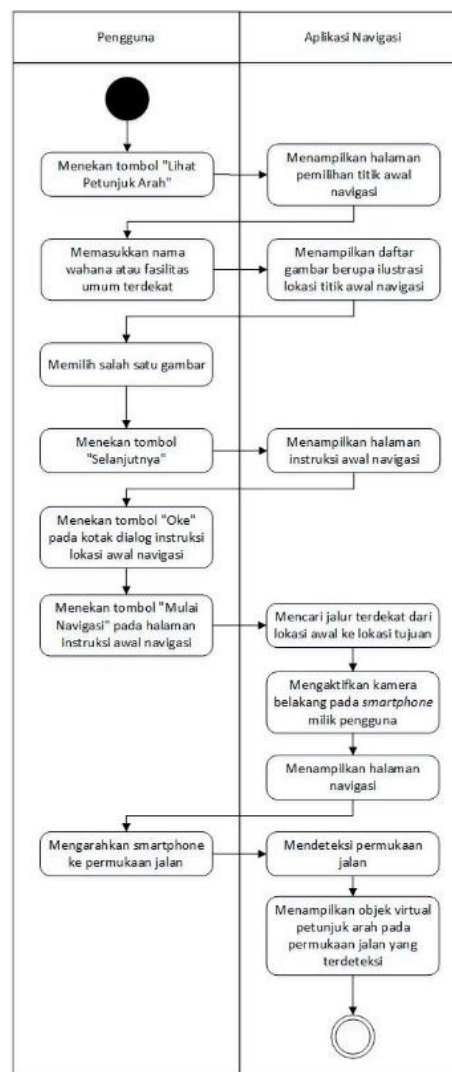 Pengguna
Aplikasi Navigasi
Menekan tombol "Lihat
Petunjuk Arah"
Menampilkan halaman
pemilihan titik awal
navigasi
Memasukkan nama
wahana atau fasilitas
umum terdekat
Menampilkan daftar
gambar berupa ilustrasi
lokasi titik awal navigasi
Memilih salah satu gambar
Menekan tombol
"Selanjutnya"
Menampilkan halaman
instruksi awal navigasi
Menekan tombol "Oke"
pada kotak dialog instruksi
lokasi awal navigasi
Menekan tombol "Mulai
Navigasi" pada halaman
instruksi awal navigasi
Mencari jalur terdekat dari
lokasi awal ke lokasi tujuan
Mengaktifkan kamera
belakang pada smartphone
milik pengguna
Menampilkan halaman
navigasi
Mengarahkan smartphone
ke permukaan jalan
Mendeteksi permukaan
jalan
Menampilkan objek virtual
petunjuk arah pada
permukaan jalan yang
terdeteksi